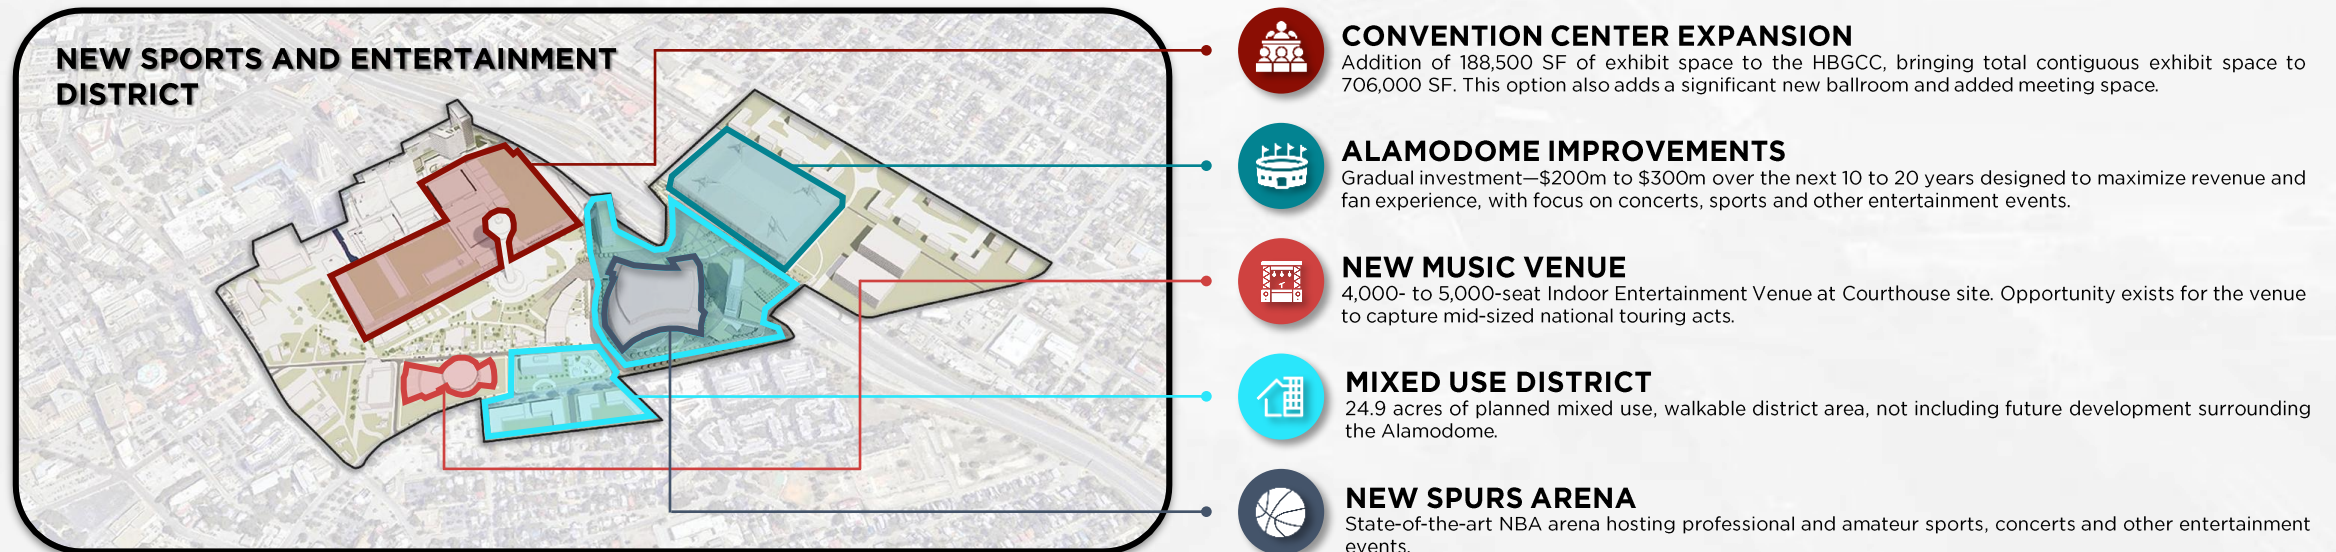 NEW SPORTS AND ENTERTAINMENT
DISTRICT
CONVENTION CENTER EXPANSION
Addition of 188,500 SF of exhibit space to the HBGCC, bringing total contiguous exhibit space to
706,000 SF. This option also adds a significant new ballroom and added meeting space.
ALAMODOME IMPROVEMENTS
Gradual investment—$200m to $300m over the next 10 to 20 years designed to maximize revenue and
fan experience, with focus on concerts, sports and other entertainment events.
NEW MUSIC VENUE
4,000- to 5,000-seat Indoor Entertainment Venue at Courthouse site. Opportunity exists for the venue
to capture mid-sized national touring acts.
MIXED USE DISTRICT
24.9 acres of planned mixed use, walkable district area, not including future development surrounding
the Alamodome.
NEW SPURS ARENA
State-of-the-art NBA arena hosting professional and amateur sports, concerts and other entertainment
events.